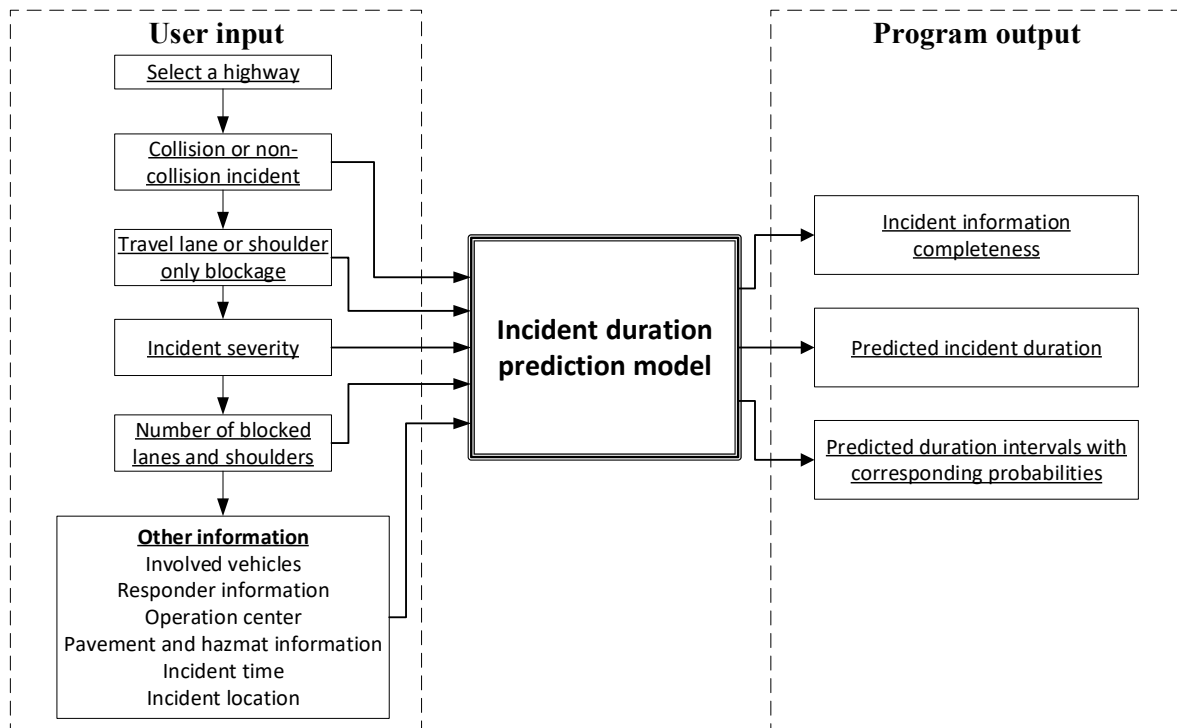 User input
Select a highway
Collision or non-
collision incident
Travel lane or shoulder
only blockage
Incident severity
Number of blocked
lanes and shoulders
Other information
Involved vehicles
Responder information
Operation center
Pavement and hazmat information
Incident time
Incident location
Incident duration
prediction model
Program output
Incident information
completeness
Predicted incident duration
Predicted duration intervals with
corresponding probabilities